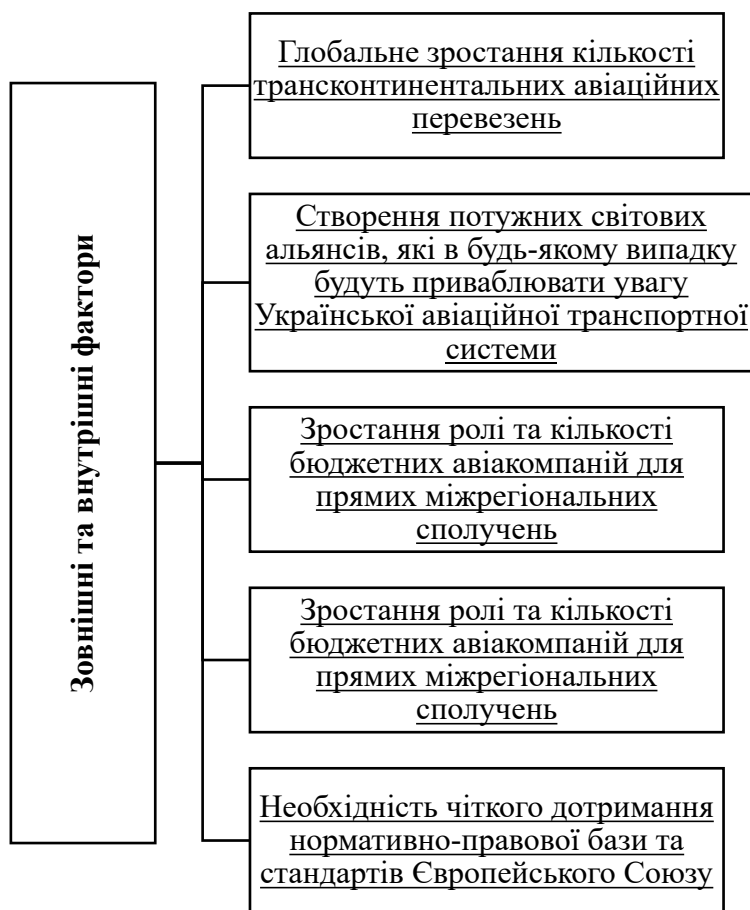 Зовнішні та внутрішні фактори
Глобальне зростання кількості
трансконтинентальних авіаційних
перевезень
Створення потужних світових
альянсів, які в будь-якому випадку
будуть приваблювати увагу
Української авіаційної транспортної
системи
Зростання ролі та кількості
бюджетних авіакомпаній для
прямих міжрегіональних
сполучень
Зростання ролі та кількості
бюджетних авіакомпаній для
прямих міжрегіональних
сполучень
Необхідність чіткого дотримання
нормативно-правової бази та
стандартів Європейського Союзу